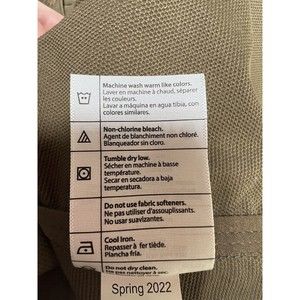 Machine wash warm like colors.
Laver en machine à chaud, séparer
les couleurs.
Lavar a máquina en agua tibia, con
colores similares.
Non-chlorine bleach.
Agent de blanchiment non chloré.
Blanqueador sin cloro.
Tumble dry low.
Sécher en machine à basse
température.
Secar en secadora a baja
temperatura.
Do not use fabric softeners.
Ne pas utiliser d'assouplissants.
No usar suavizantes.
Cool Iron.
Repasser à fer tiède.
Plancha fría.
Do not dry clean.
Spring 2022